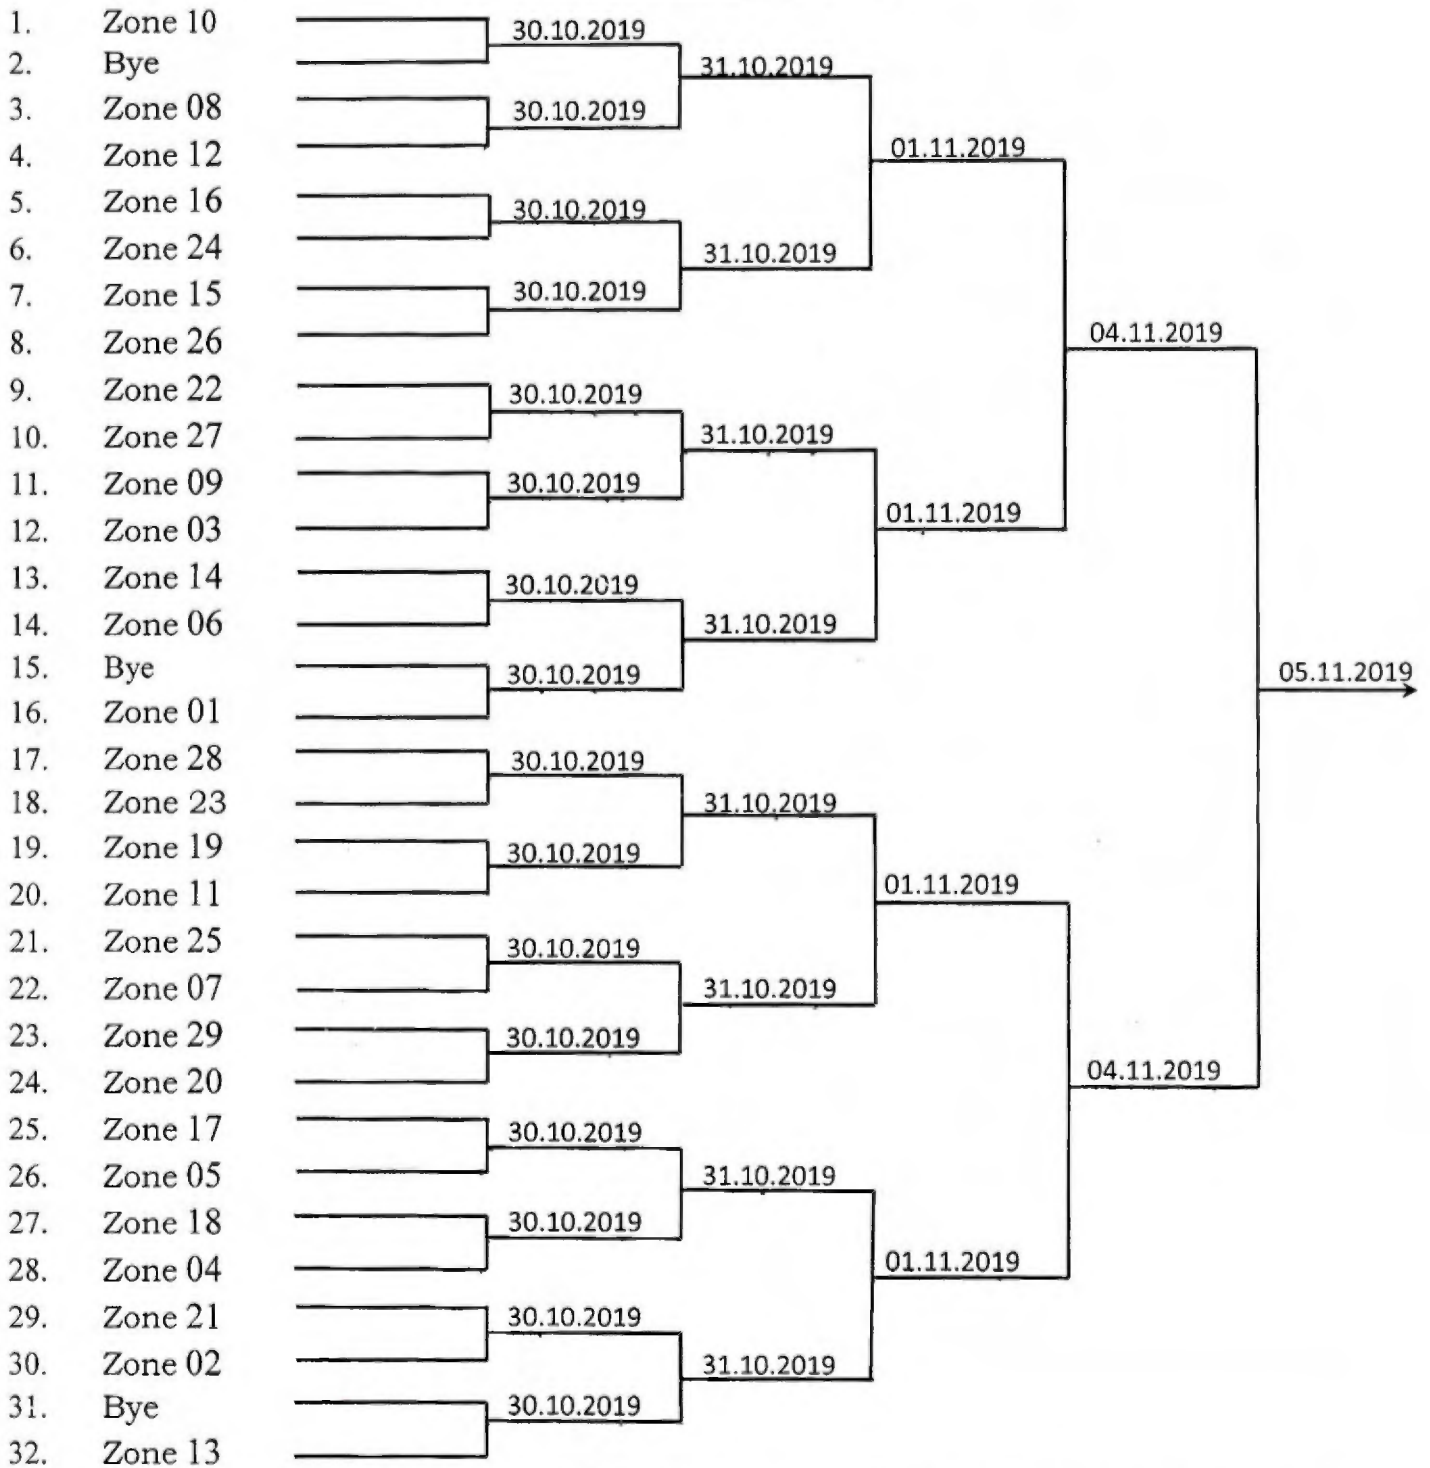 1. Zone 10
30.10.2019
2. Bye
31.10.2019
3. Zone 08
30.10.2019
4. Zone 12
01.11.2019
5. Zone 16
30.10.2019
6. Zone 24
31.10.2019
7. Zone 15
30.10.2019
8. Zone 26
04.11.2019
9. Zone 22
30.10.2019
10. Zone 27
31.10.2019
11. Zone 09
30.10.2019
12. Zone 03
01.11.2019
13. Zone 14
30.10.2019
14. Zone 06
31.10.2019
15. Bye
30.10.2019
05.11.2019
16. Zone 01
17. Zone 28
30.10.2019
18. Zone 23
31.10.2019
19. Zone 19
30.10.2019
20. Zone 11
01.11.2019
21. Zone 25
30.10.2019
22. Zone 07
31.10.2019
23. Zone 29
30.10.2019
24. Zone 20
04.11.2019
25. Zone 17
30.10.2019
26. Zone 05
31.10.2019
27. Zone 18
30.10.2019
28. Zone 04
01.11.2019
29. Zone 21
30.10.2019
30. Zone 02
31.10.2019
31. Bye
30.10.2019
32. Zone 13